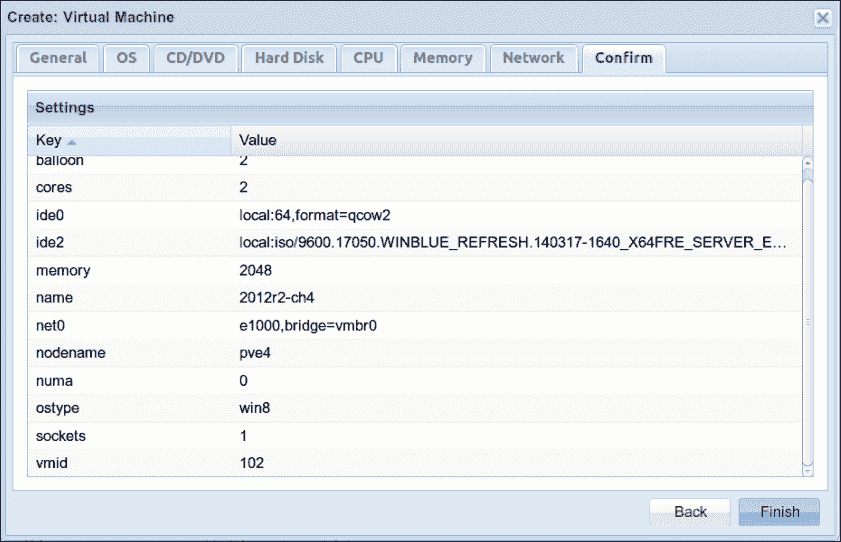 Create: Virtual Machine
General OS CD/DVD Hard Disk CPU Memory Network Confirm
Settings
Key Value
balloon 2
cores 2
ide0 local:64,format=qcow2
ide2 local:iso/9600.17050.WINBLUE_REFRESH.140317-1640_X64FRE_SERVER_E...
memory 2048
name 2012r2-ch4
net0 e1000,bridge=vmbr0
nodename pve4
numa 0
ostype win8
sockets 1
vmid 102
Back Finish